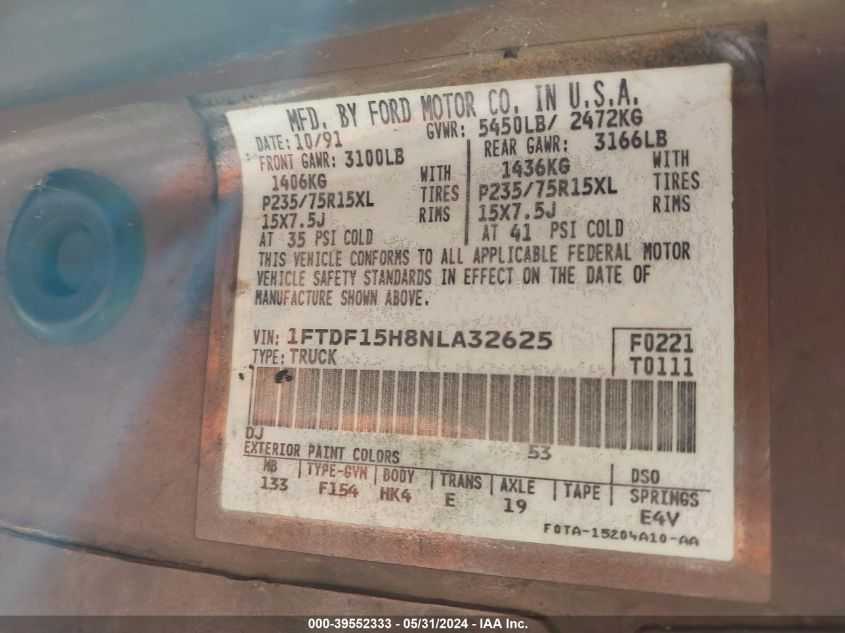 MFD. BY FORD MOTOR CO. IN U.S.A.
DATE: 10/91 GVWR: 5450LB/ 2472KG
FRONT GAWR: 3100LB REAR GAWR: 3166LB
1406KG WITH 1436KG WITH
P235/75R15XL TIRES P235/75R15XL TIRES
15X7.5J RIMS 15X7.5J RIMS
AT 35 PSI COLD AT 41 PSI COLD
THIS VEHICLE CONFORMS TO ALL APPLICABLE FEDERAL MOTOR
VEHICLE SAFETY STANDARDS IN EFFECT ON THE DATE OF
MANUFACTURE SHOWN ABOVE.
VIN: 1FTDF15H8NLA32625 F0221
TYPE: TRUCK T0111
DJ 53
EXTERIOR PAINT COLORS DSO
WB TYPE-GVW BODY TRANS AXLE TAPE SPRINGS
133 F154 HK4 E 19 E4V
F0TA-15204A10-AA
000-39552333 - 05/31/2024 - IAA Inc.